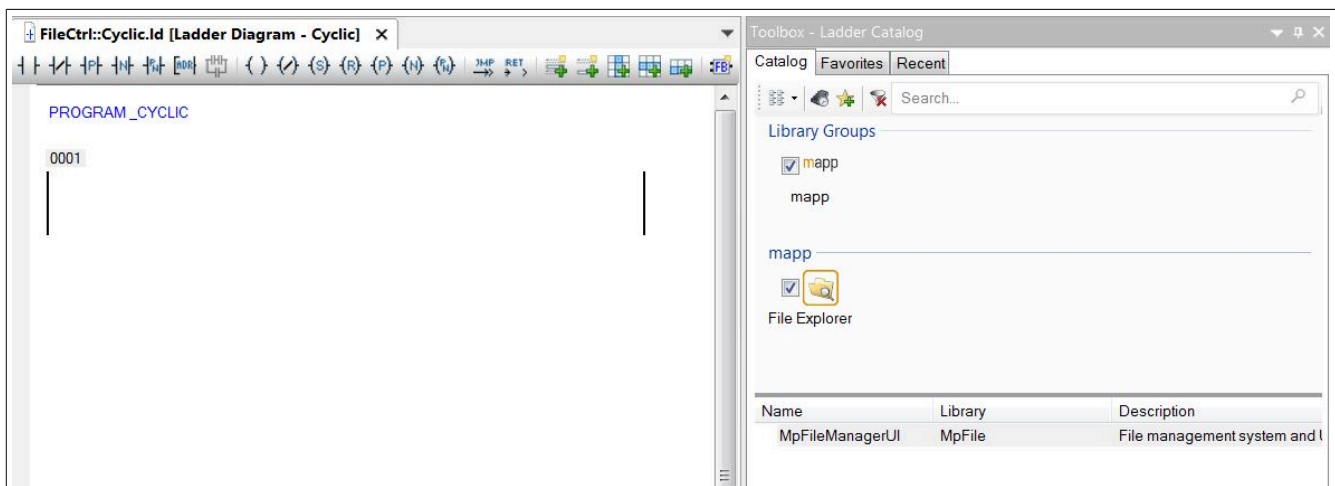 FileCtrl::Cyclic.ld [Ladder Diagram - Cyclic]
PROGRAM _CYCLIC
0001
Toolbox - Ladder Catalog
Catalog Favorites Recent
Search...
Library Groups
mapp
mapp
mapp
File Explorer
Name Library Description
MpFileManagerUI MpFile File management system and